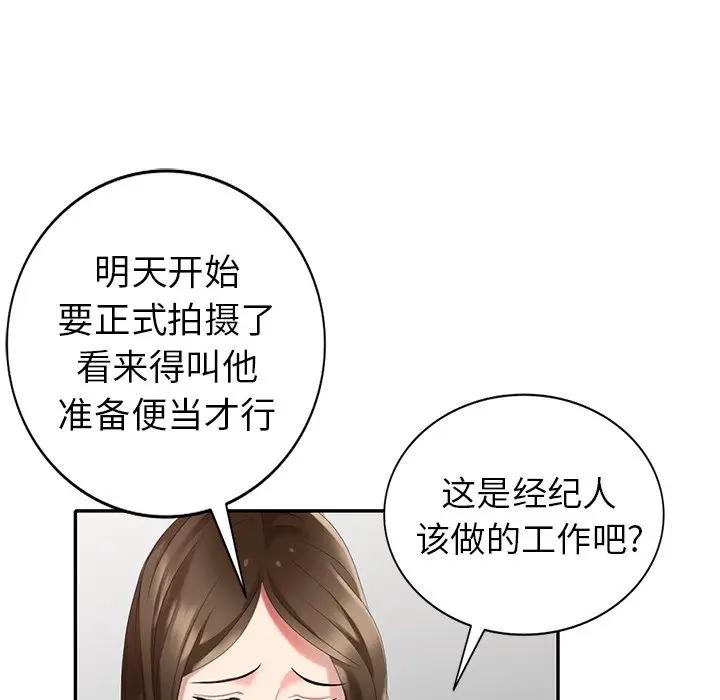 明天开始
要正式拍摄了
看来得叫他
准备便当才行
这是经纪人
该做的工作吧?